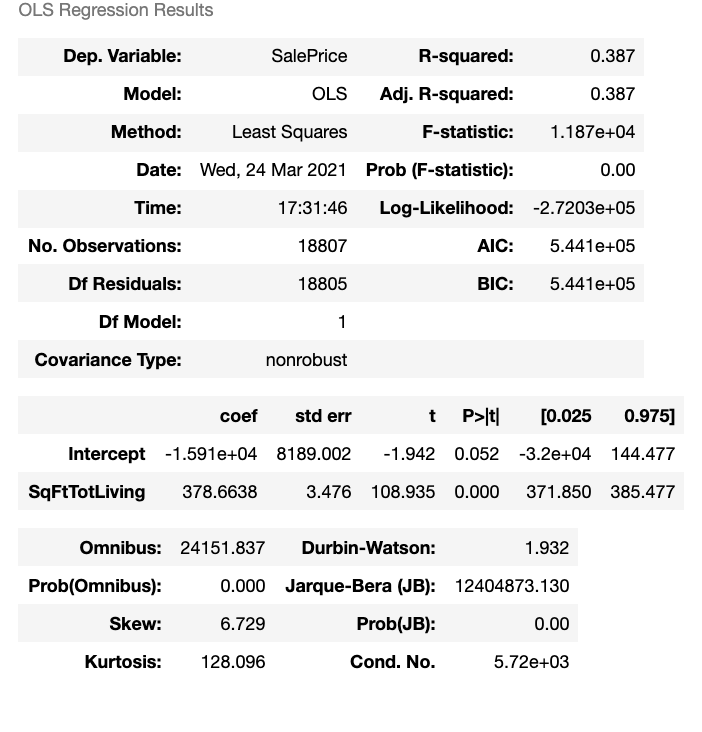 OLS Regression Results
Dep. Variable: SalePrice R-squared: 0.387
Model: OLS Adj. R-squared: 0.387
Method: Least Squares F-statistic: 1.187e+04
Date: Wed, 24 Mar 2021 Prob (F-statistic): 0.00
Time: 17:31:46 Log-Likelihood: -2.7203e+05
No. Observations: 18807 AIC: 5.441e+05
Df Residuals: 18805 BIC: 5.441e+05
Df Model: 1
Covariance Type: nonrobust
coef std err t P>|t| [0.025 0.975]
Intercept -1.591e+04 8189.002 -1.942 0.052 -3.2e+04 144.477
SqFtTotLiving 378.6638 3.476 108.935 0.000 371.850 385.477
Omnibus: 24151.837 Durbin-Watson: 1.932
Prob(Omnibus): 0.000 Jarque-Bera (JB): 12404873.130
Skew: 6.729 Prob(JB): 0.00
Kurtosis: 128.096 Cond. No. 5.72e+03